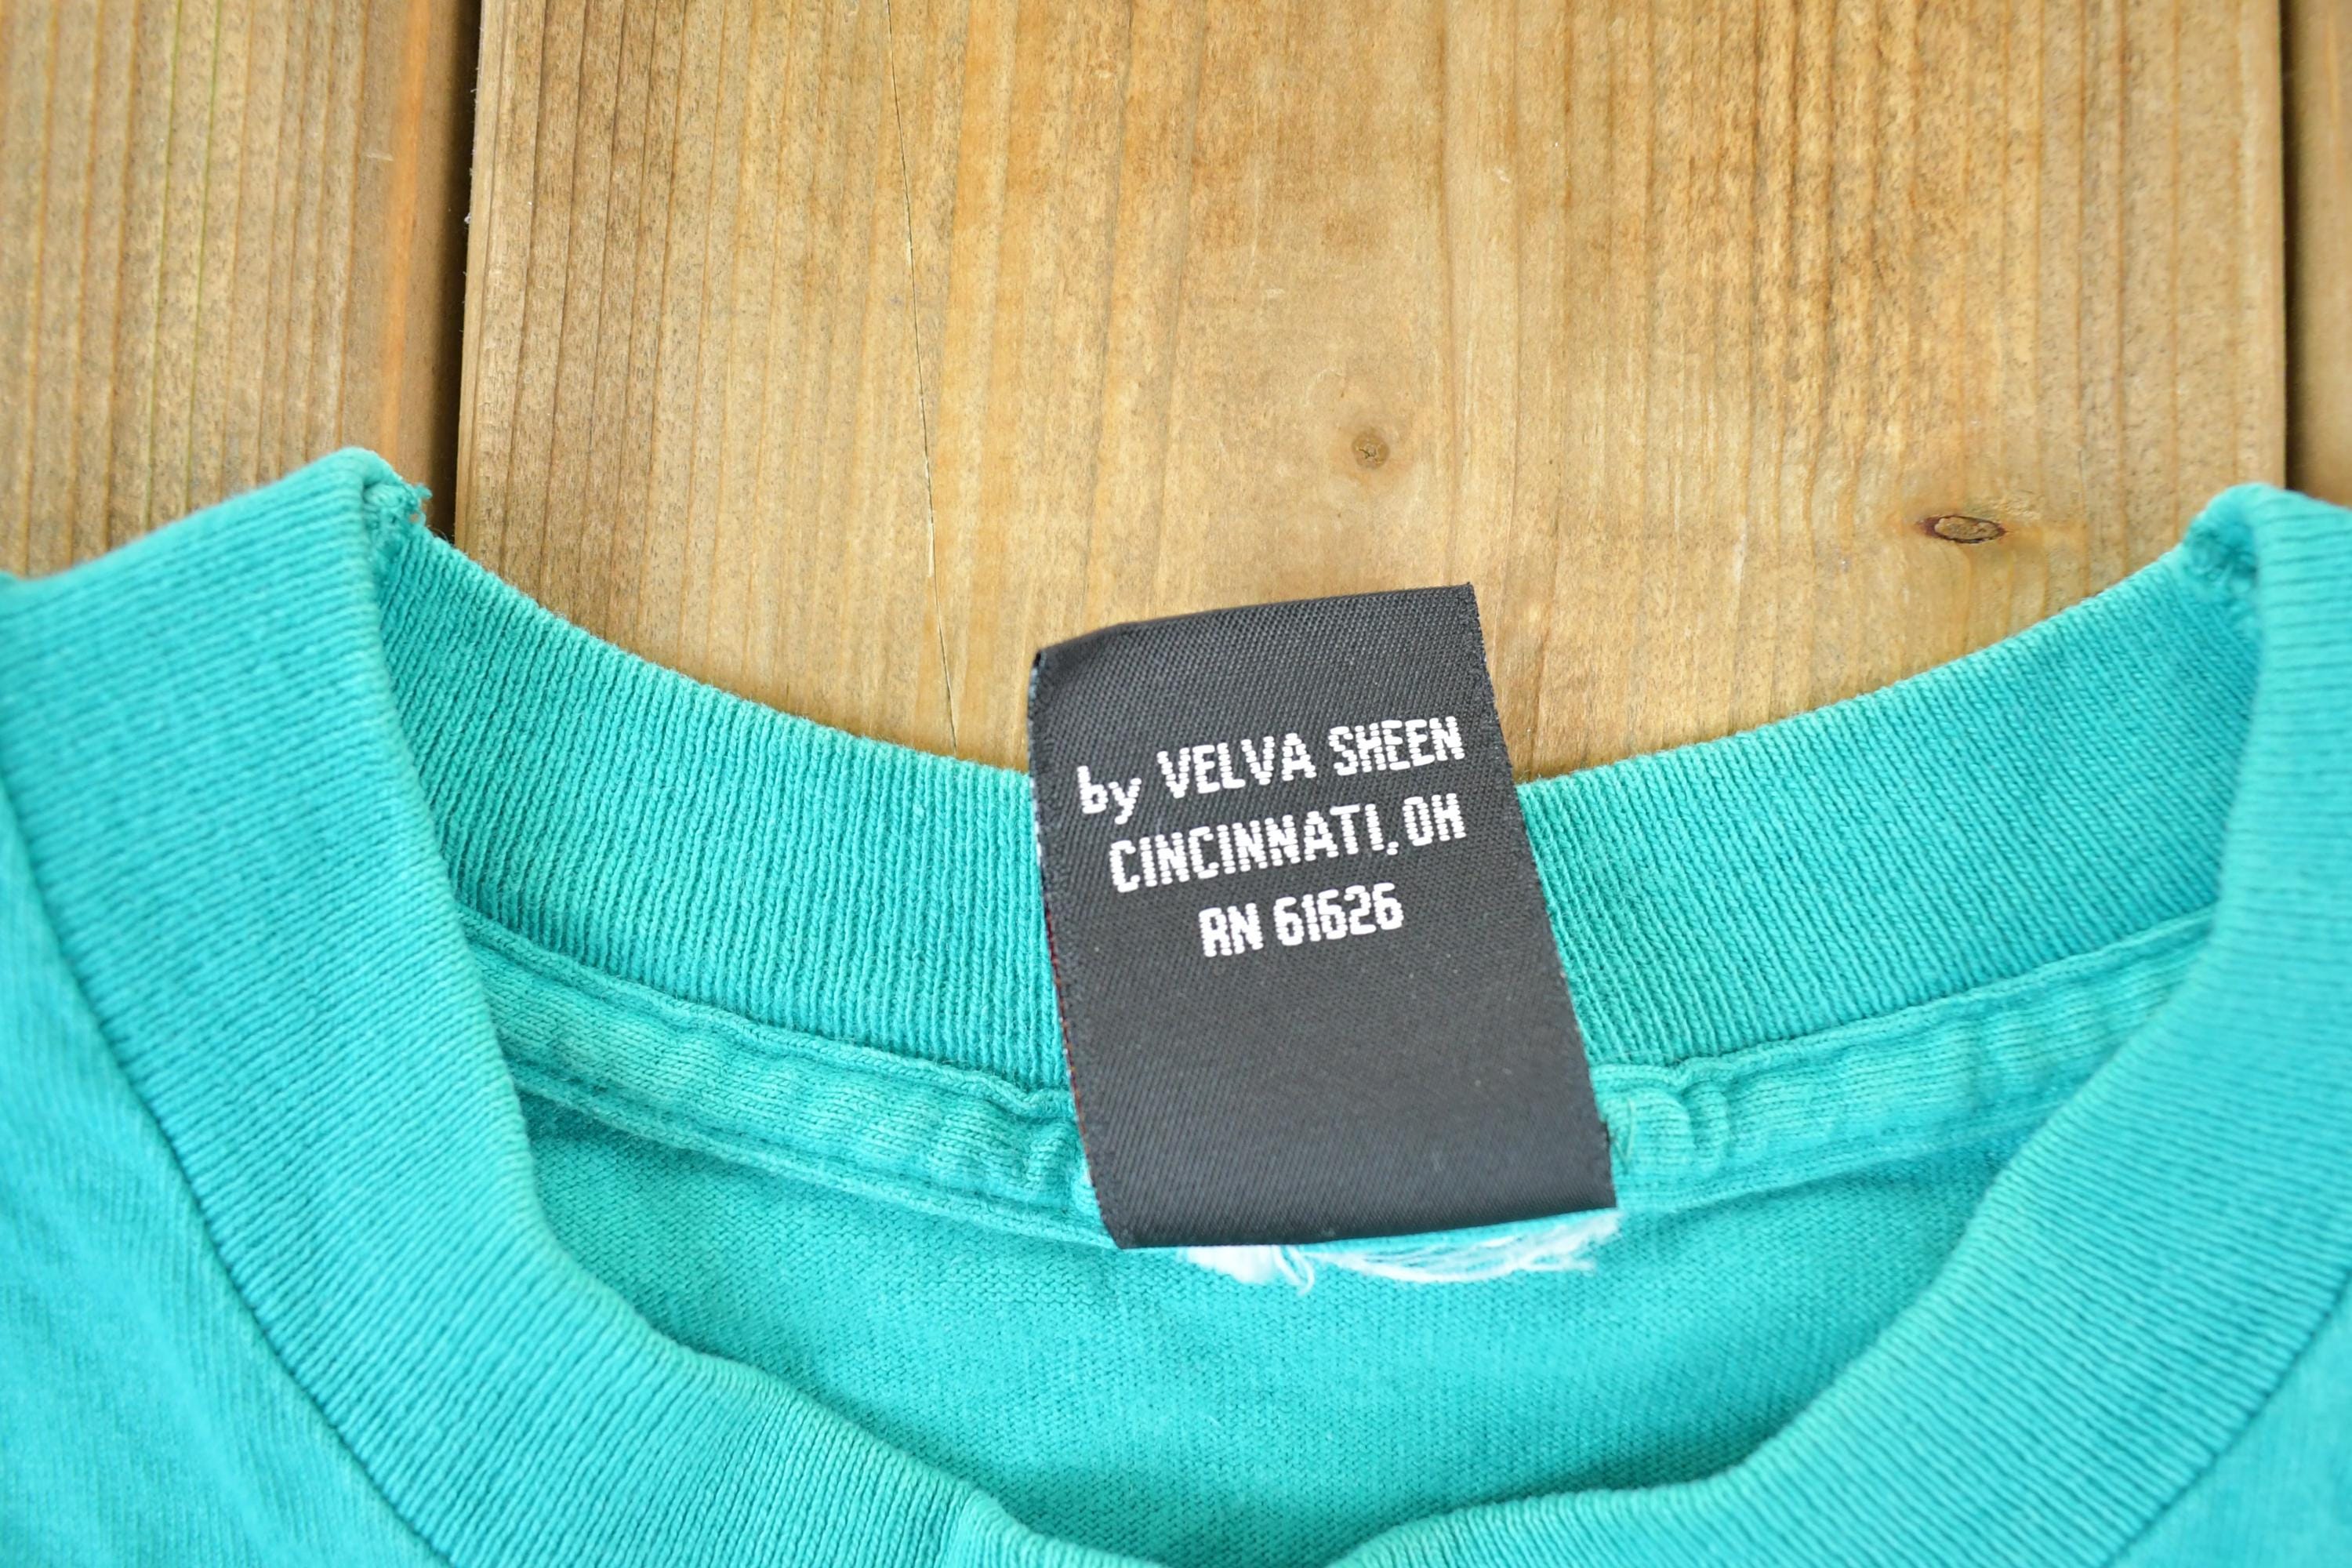 by VELVA SHEEN
CINCINNATI, OH
RN 61626